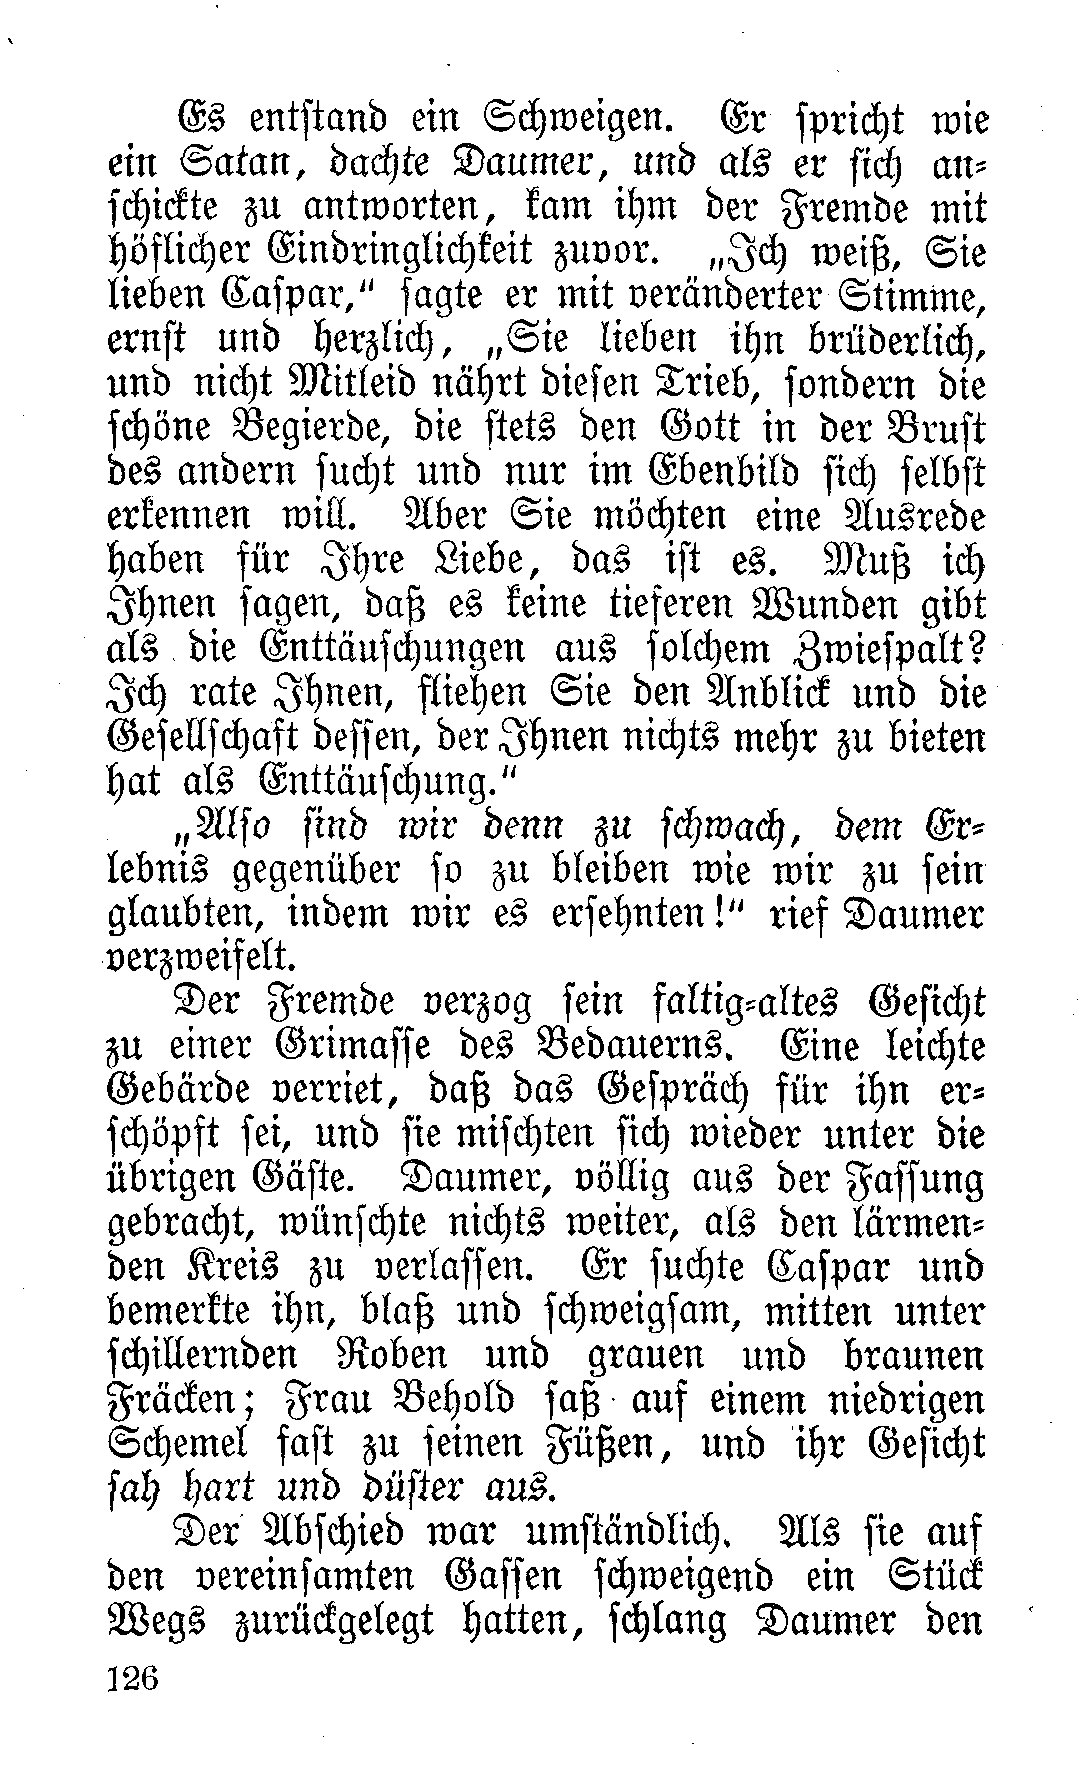 Es entstand ein Schweigen. Er spricht wie
ein Satan, dachte Daumer, und als er sich an-
schickte zu antworten, kam ihm der Fremde mit
höflicher Eindringlichkeit zuvor. „Ich weiß, Sie
lieben Caspar,“ sagte er mit veränderter Stimme,
ernst und herzlich, „Sie lieben ihn brüderlich,
und nicht Mitleid nährt diesen Trieb, sondern die
schöne Begierde, die stets den Gott in der Brust
des andern sucht und nur im Ebenbild sich selbst
erkennen will. Aber Sie möchten eine Ausrede
haben für Ihre Liebe, das ist es. Muß ich
Ihnen sagen, daß es keine tieferen Wunden gibt
als die Enttäuschungen aus solchem Zwiespalt?
Ich rate Ihnen, fliehen Sie den Anblick und die
Gesellschaft dessen, der Ihnen nichts mehr zu bieten
hat als Enttäuschung.“
„Also sind wir denn zu schwach, dem Er-
lebnis gegenüber so zu bleiben wie wir zu sein
glaubten, indem wir es ersehnten!“ rief Daumer
verzweifelt.
Der Fremde verzog sein faltig-altes Gesicht
zu einer Grimasse des Bedauerns. Eine leichte
Gebärde verriet, daß das Gespräch für ihn er-
schöpft sei, und sie mischten sich wieder unter die
übrigen Gäste. Daumer, völlig aus der Fassung
gebracht, wünschte nichts weiter, als den lärmen-
den Kreis zu verlassen. Er suchte Caspar und
bemerkte ihn, blaß und schweigsam, mitten unter
schillernden Roben und grauen und braunen
Fräcken; Frau Behold saß auf einem niedrigen
Schemel fast zu seinen Füßen, und ihr Gesicht
sah hart und düster aus.
Der Abschied war umständlich. Als sie auf
den vereinsamten Gassen schweigend ein Stück
Wegs zurückgelegt hatten, schlang Daumer den
126